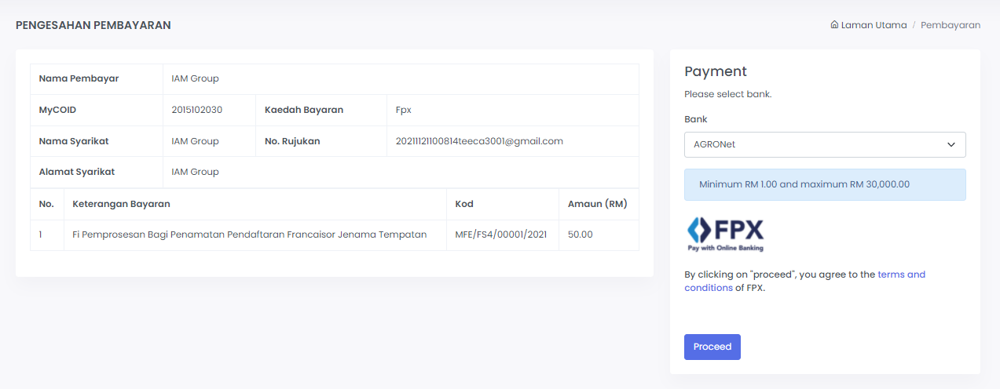 PENGESAHAN PEMBAYARAN
Laman Utama / Pembayaran
Nama Pembayar IAM Group
MyCOID 2015102030 Kaedah Bayaran Fpx
Nama Syarikat IAM Group No. Rujukan 20211121100814teeca3001@gmail.com
Alamat Syarikat IAM Group
No. Keterangan Bayaran Kod Amaun (RM)
1 Fi Pemprosesan Bagi Penamatan Pendaftaran Francaisor Jenama Tempatan MFE/FS4/00001/2021 50.00
Payment
Please select bank.
Bank
AGRONet
Minimum RM 1.00 and maximum RM 30,000.00
FPX
Pay with Online Banking
By clicking on "proceed", you agree to the terms and
conditions of FPX.
Proceed